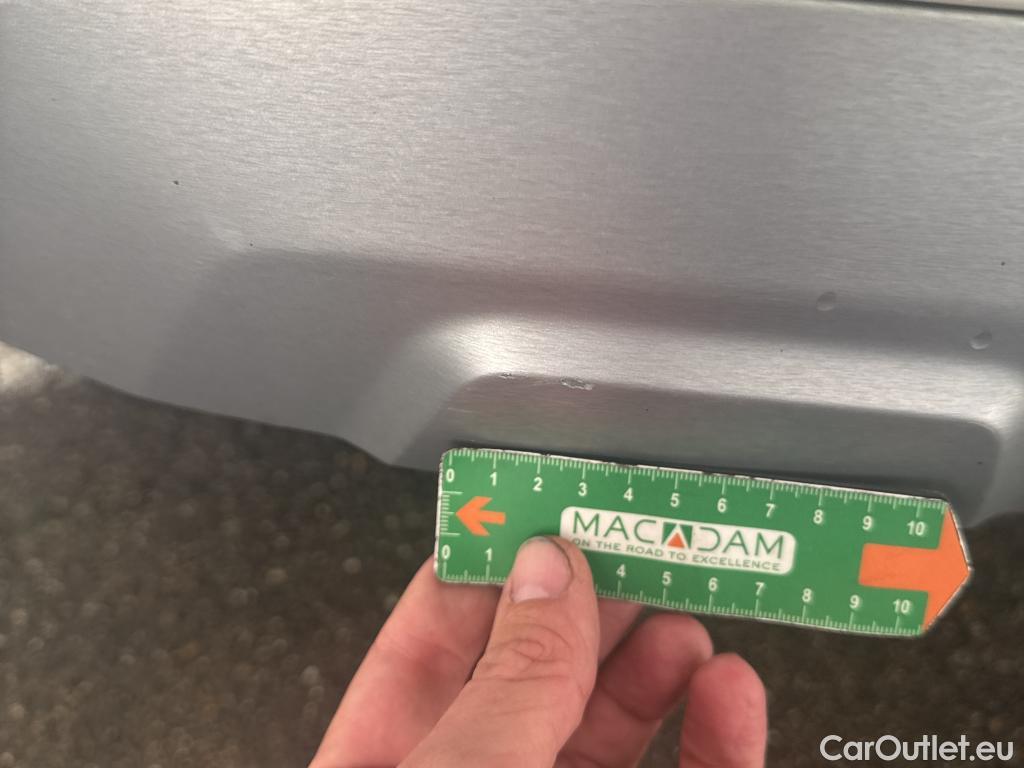 0 1 2 3 4 5 6 7 8 9 10
MACADAM
ON THE ROAD TO EXCELLENCE
0 1 4 5 6 7 8 9 10
CarOutlet.eu